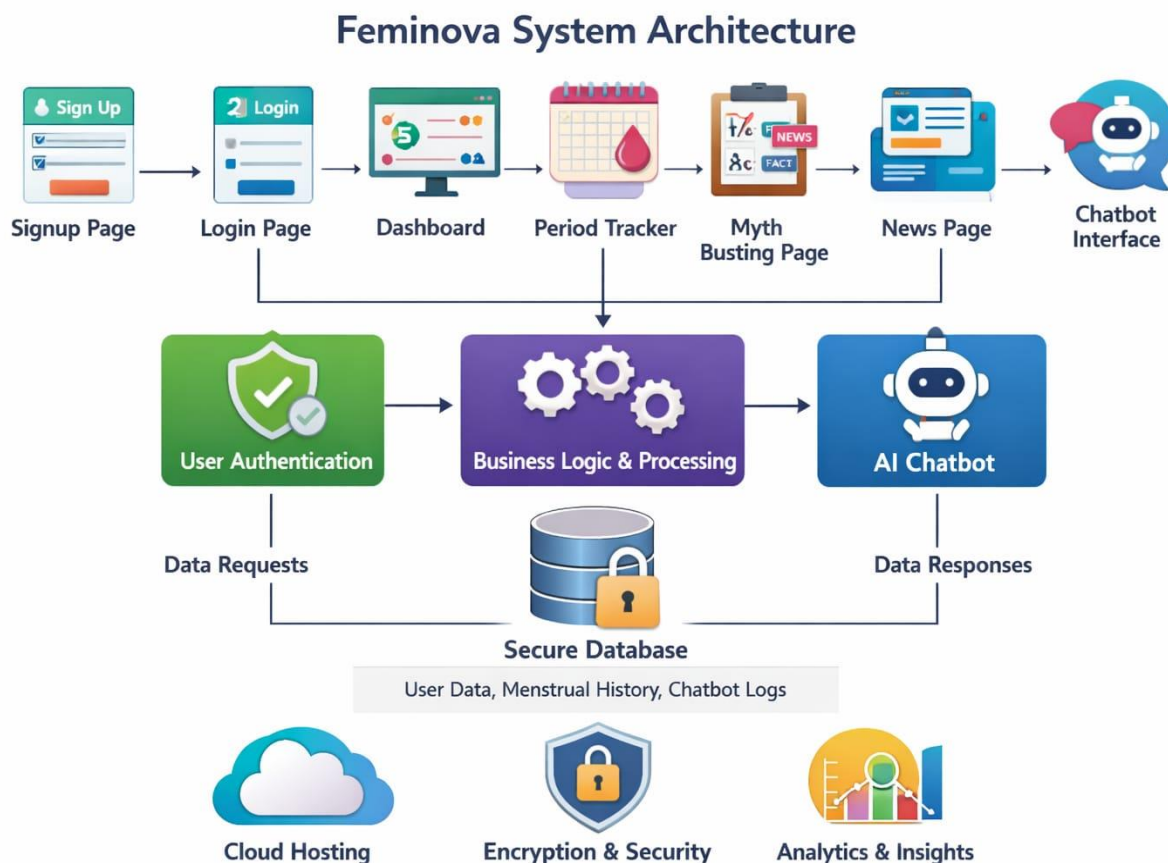 Feminova System Architecture
Sign Up
Login
5
NEWS
FACT
Signup Page
Login Page
Dashboard
Period Tracker
Myth
Busting Page
News Page
Chatbot
Interface
User Authentication
Business Logic & Processing
AI Chatbot
Data Requests
Data Responses
Secure Database
User Data, Menstrual History, Chatbot Logs
Cloud Hosting
Encryption & Security
Analytics & Insights